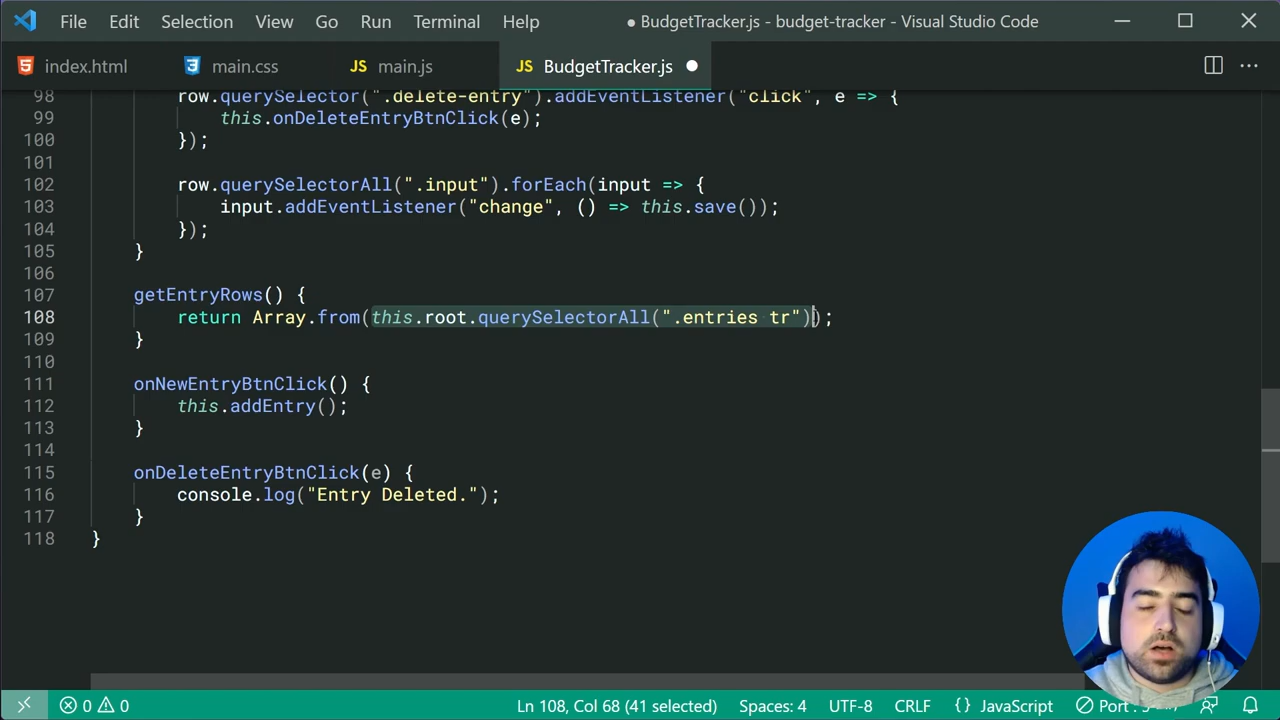 File Edit Selection View Go Run Terminal Help ● BudgetTracker.js - budget-tracker - Visual Studio Code
index.html main.css JS main.js JS BudgetTracker.js
98 row.querySelector(".delete-entry").addEventListener("click", e => {
99 this.onDeleteEntryBtnClick(e);
100 });
101
102 row.querySelectorAll(".input").forEach(input => {
103 input.addEventListener("change", () => this.save());
104 });
105 }
106
107 getEntryRows() {
108 return Array.from(this.root.querySelectorAll(".entries tr"));
109 }
110
111 onNewEntryBtnClick() {
112 this.addEntry();
113 }
114
115 onDeleteEntryBtnClick(e) {
116 console.log("Entry Deleted.");
117 }
118 }
0 0 Ln 108, Col 68 (41 selected) Spaces: 4 UTF-8 CRLF {} JavaScript Port :